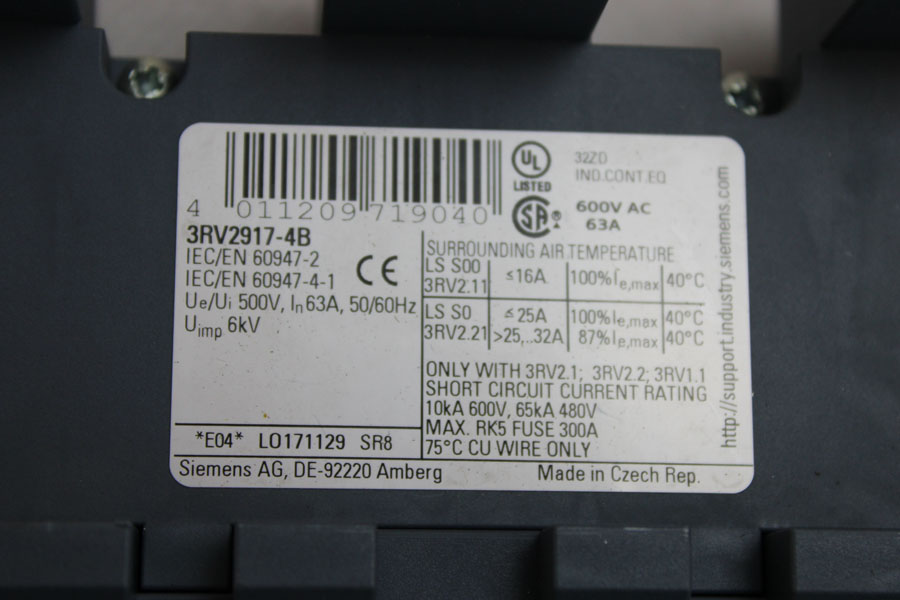 4 011209 719040
3RV2917-4B
IEC/EN 60947-2
IEC/EN 60947-4-1
CE
Ue/Ui 500V, In 63A, 50/60Hz
Uimp 6kV
*E04* LO171129 SR8
Siemens AG, DE-92220 Amberg
UL
LISTED
32ZD
IND.CONT.EQ
SA®
600V AC
63A
SURROUNDING AIR TEMPERATURE
LS S00
3RV2.11
≤16A 100%Ie,max 40°C
LS S0
3RV2.21
≤25A 100%Ie,max 40°C
>25,..32A 87%Ie,max 40°C
ONLY WITH 3RV2.1; 3RV2.2; 3RV1.1
SHORT CIRCUIT CURRENT RATING
10kA 600V, 65kA 480V
MAX. RK5 FUSE 300A
75°C CU WIRE ONLY
Made in Czech Rep.
http://support.industry.siemens.com